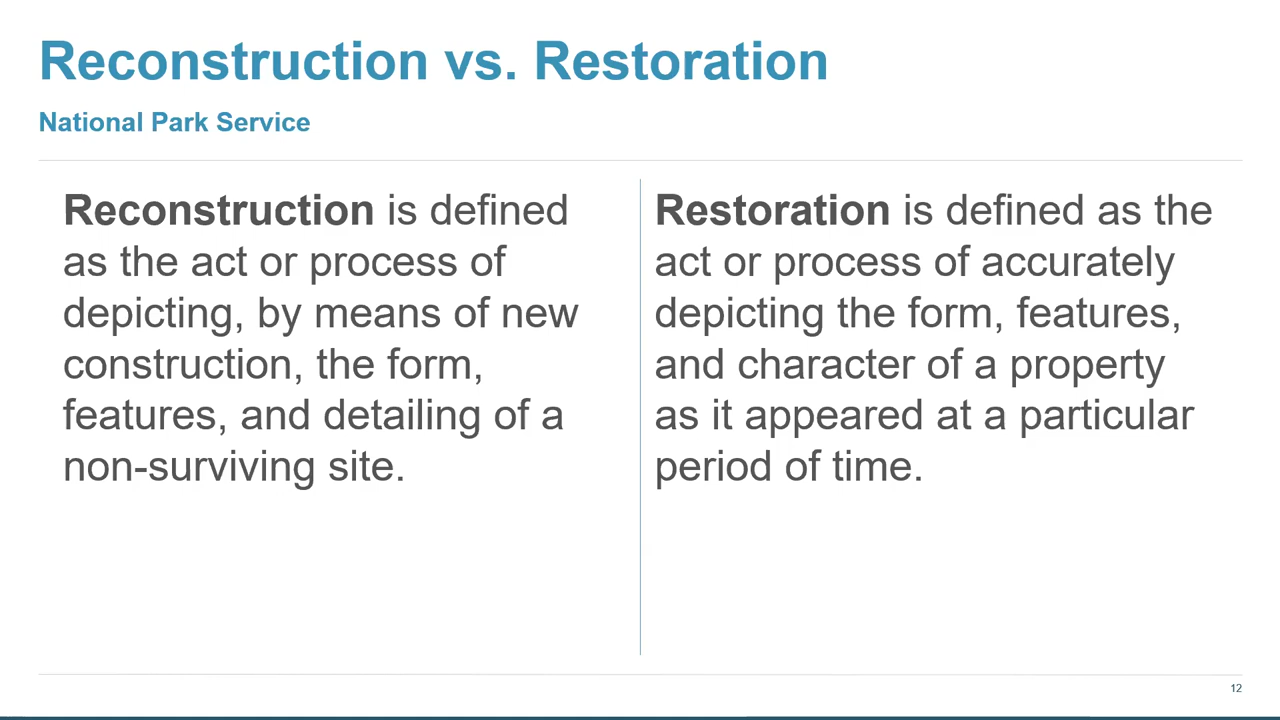 Reconstruction vs. Restoration
National Park Service
Reconstruction is defined
as the act or process of
depicting, by means of new
construction, the form,
features, and detailing of a
non-surviving site.
Restoration is defined as the
act or process of accurately
depicting the form, features,
and character of a property
as it appeared at a particular
period of time.
12